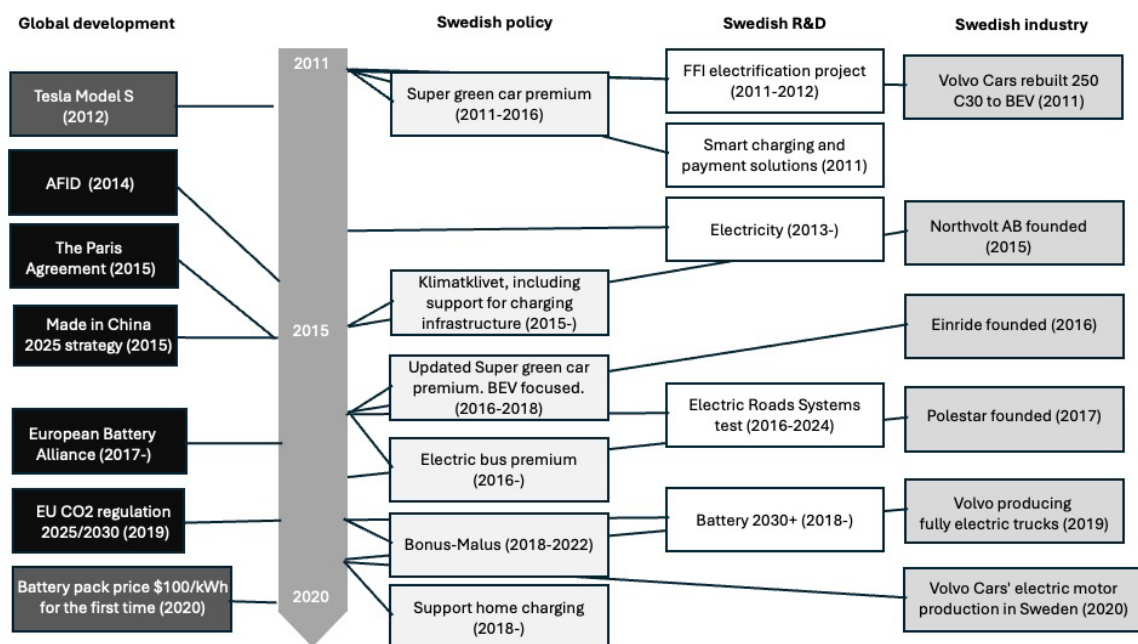 Global development
Swedish policy
Swedish R&D
Swedish industry
Tesla Model S
(2012)
AFID (2014)
The Paris
Agreement (2015)
Made in China
2025 strategy (2015)
European Battery
Alliance (2017-)
EU CO2 regulation
2025/2030 (2019)
Battery pack price $100/kWh
for the first time (2020)
2011
2015
2020
Super green car premium
(2011-2016)
Klimatklivet, including
support for charging
infrastructure (2015-)
Updated Super green car
premium. BEV focused.
(2016-2018)
Electric bus premium
(2016-)
Bonus-Malus (2018-2022)
Support home charging
(2018-)
FFI electrification project
(2011-2012)
Smart charging and
payment solutions (2011)
Electricity (2013-)
Electric Roads Systems
test (2016-2024)
Battery 2030+ (2018-)
Volvo Cars rebuilt 250
C30 to BEV (2011)
Northvolt AB founded
(2015)
Einride founded (2016)
Polestar founded (2017)
Volvo producing
fully electric trucks (2019)
Volvo Cars' electric motor
production in Sweden (2020)